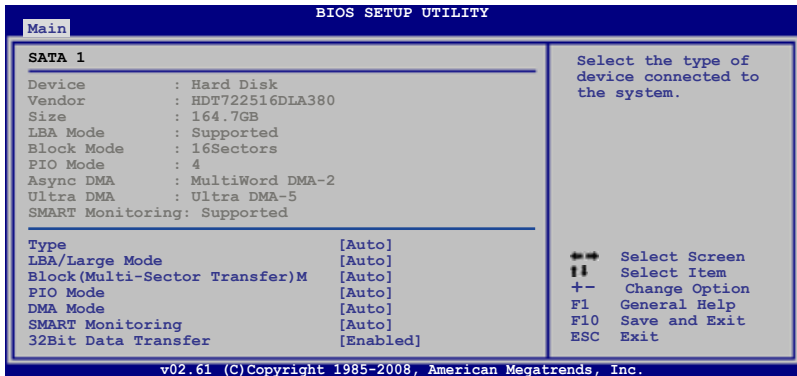 BIOS SETUP UTILITY
Main
SATA 1
Device : Hard Disk
Vendor : HDT722516DLA380
Size : 164.7GB
LBA Mode : Supported
Block Mode : 16Sectors
PIO Mode : 4
Async DMA : MultiWord DMA-2
Ultra DMA : Ultra DMA-5
SMART Monitoring: Supported
Type [Auto]
LBA/Large Mode [Auto]
Block(Multi-Sector Transfer)M [Auto]
PIO Mode [Auto]
DMA Mode [Auto]
SMART Monitoring [Auto]
32Bit Data Transfer [Enabled]
Select the type of
device connected to
the system.
←→ Select Screen
↑↓ Select Item
+- Change Option
F1 General Help
F10 Save and Exit
ESC Exit
v02.61 (C)Copyright 1985-2008, American Megatrends, Inc.